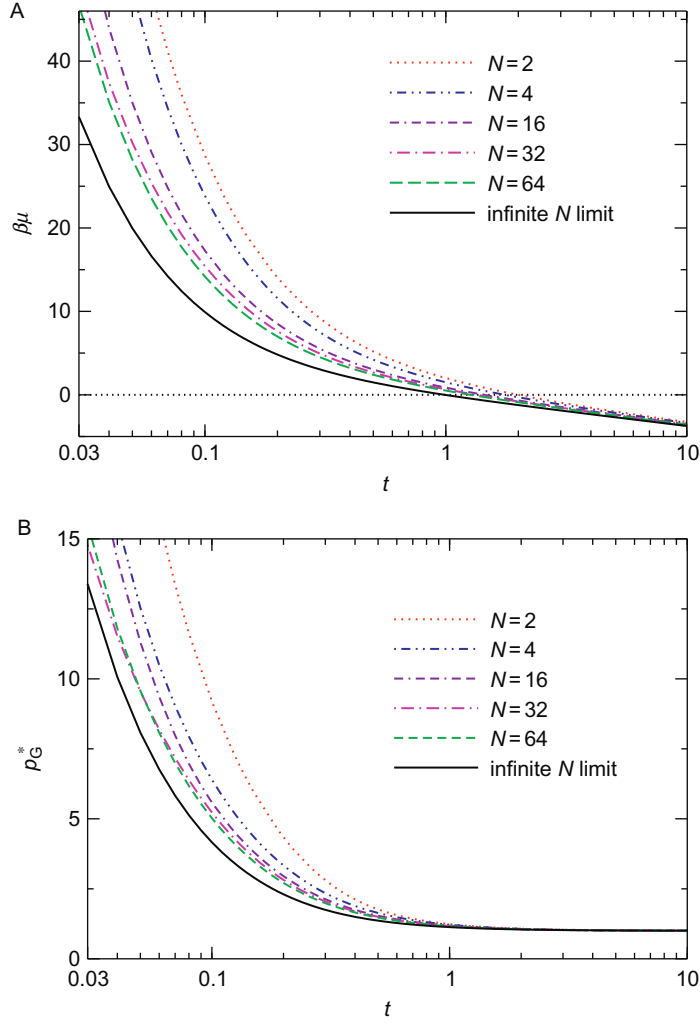 A
40
30
20
10
0
βμ
N = 2
N = 4
N = 16
N = 32
N = 64
infinite N limit
0.03
0.1
1
10
t
B
15
10
5
0
p*G
N = 2
N = 4
N = 16
N = 32
N = 64
infinite N limit
0.03
0.1
1
10
t